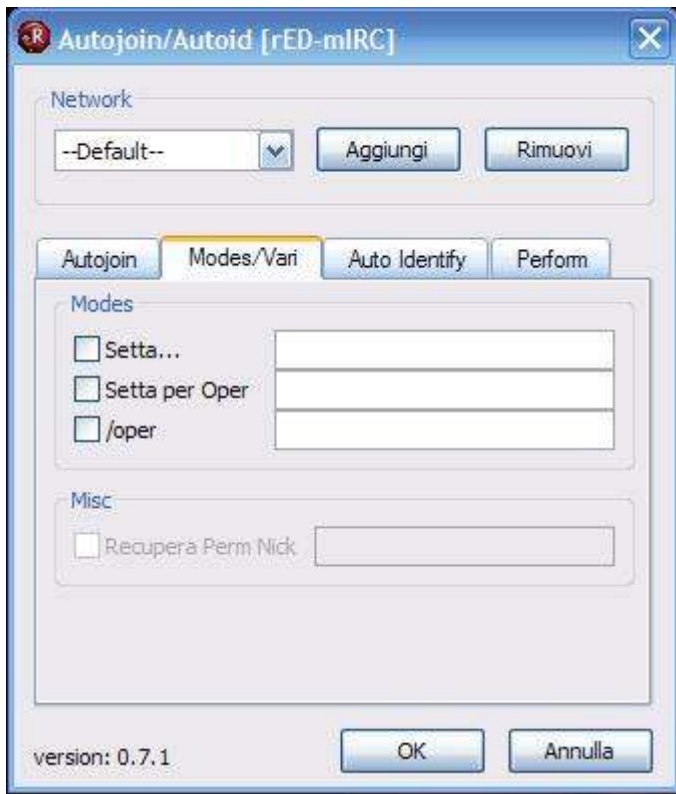 Autojoin/Autoid [rED-mIRC]
Network
--Default--
Aggiungi
Rimuovi
Autojoin
Modes/Vari
Auto Identify
Perform
Modes
Setta...
Setta per Oper
/oper
Misc
Recupera Perm Nick
version: 0.7.1
OK
Annulla